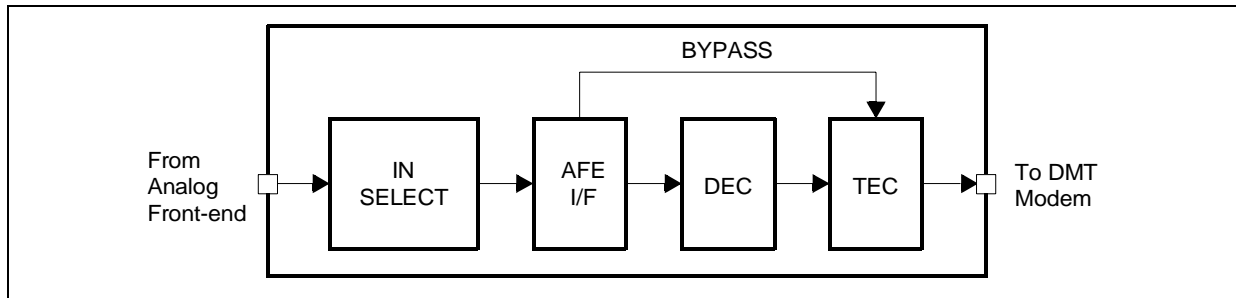 BYPASS
From
Analog
Front-end
IN
SELECT
AFE
I/F
DEC
TEC
To DMT
Modem